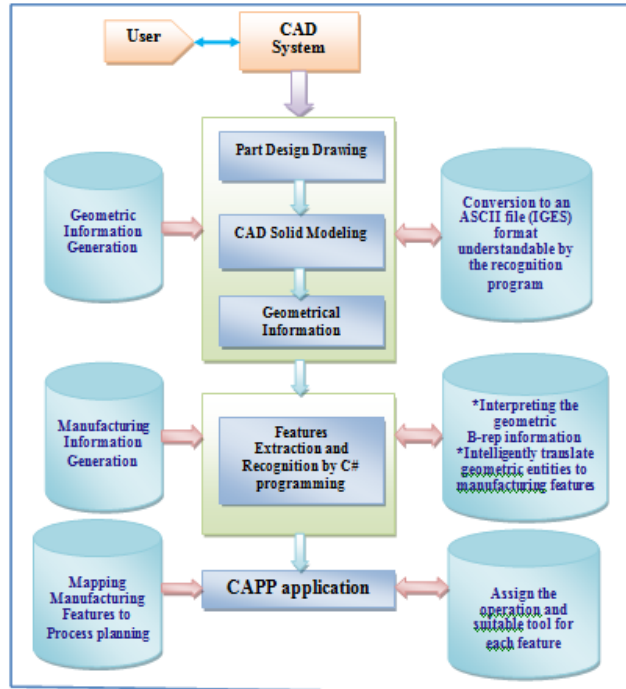 User
CAD
System
Part Design Drawing
Geometric
Information
Generation
CAD Solid Modeling
Conversion to an
ASCII file (IGES)
format
understandable by
the recognition
program
Geometrical
Information
Manufacturing
Information
Generation
Features
Extraction and
Recognition by C#
programming
*Interpreting the
geometric
B-rep information
*Intelligently translate
geometric entities to
manufacturing features
Mapping
Manufacturing
Features to
Process planning
CAPP application
Assign the
operation and
suitable tool for
each feature